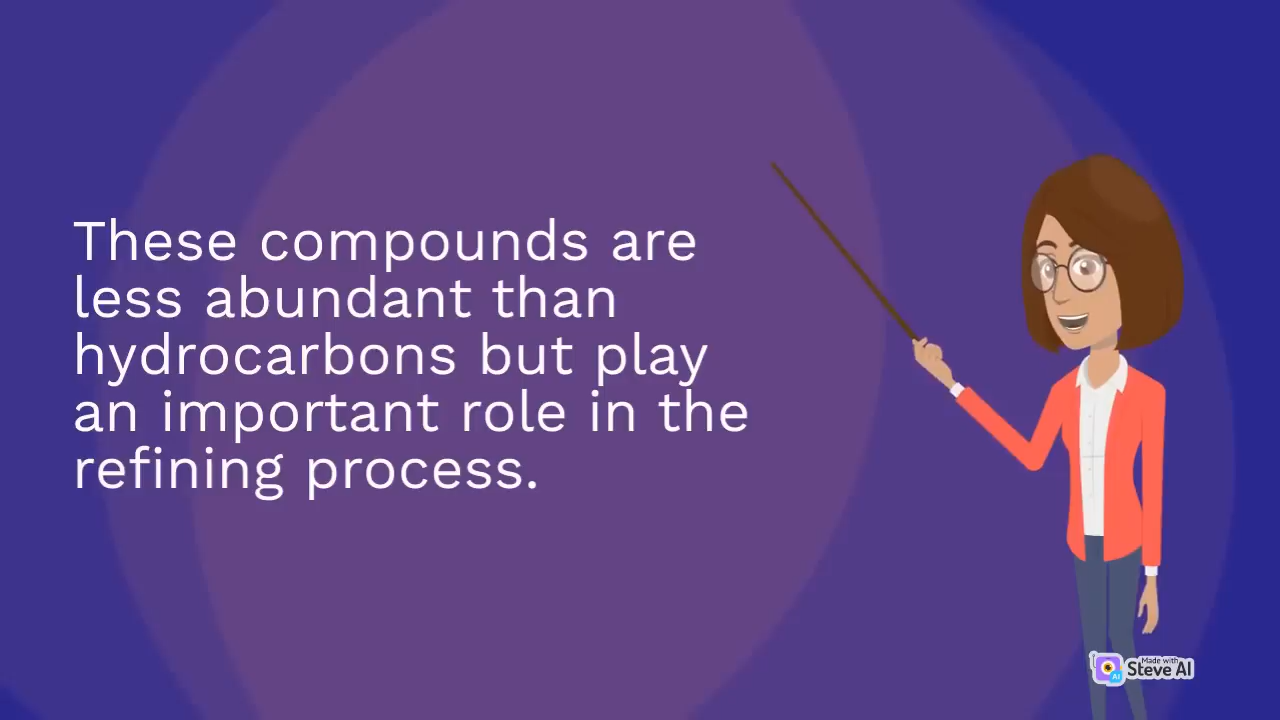 These compounds are
less abundant than
hydrocarbons but play
an important role in the
refining process.
Made with
Steve AI
AI